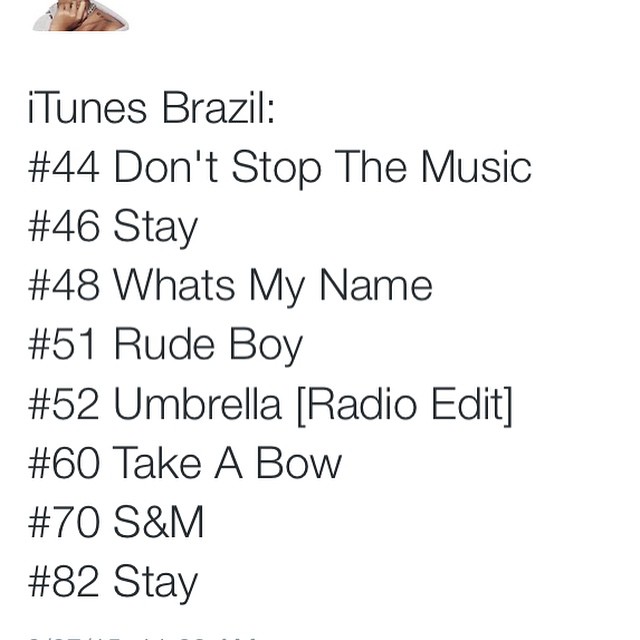 iTunes Brazil:
#44 Don't Stop The Music
#46 Stay
#48 Whats My Name
#51 Rude Boy
#52 Umbrella [Radio Edit]
#60 Take A Bow
#70 S&M
#82 Stay